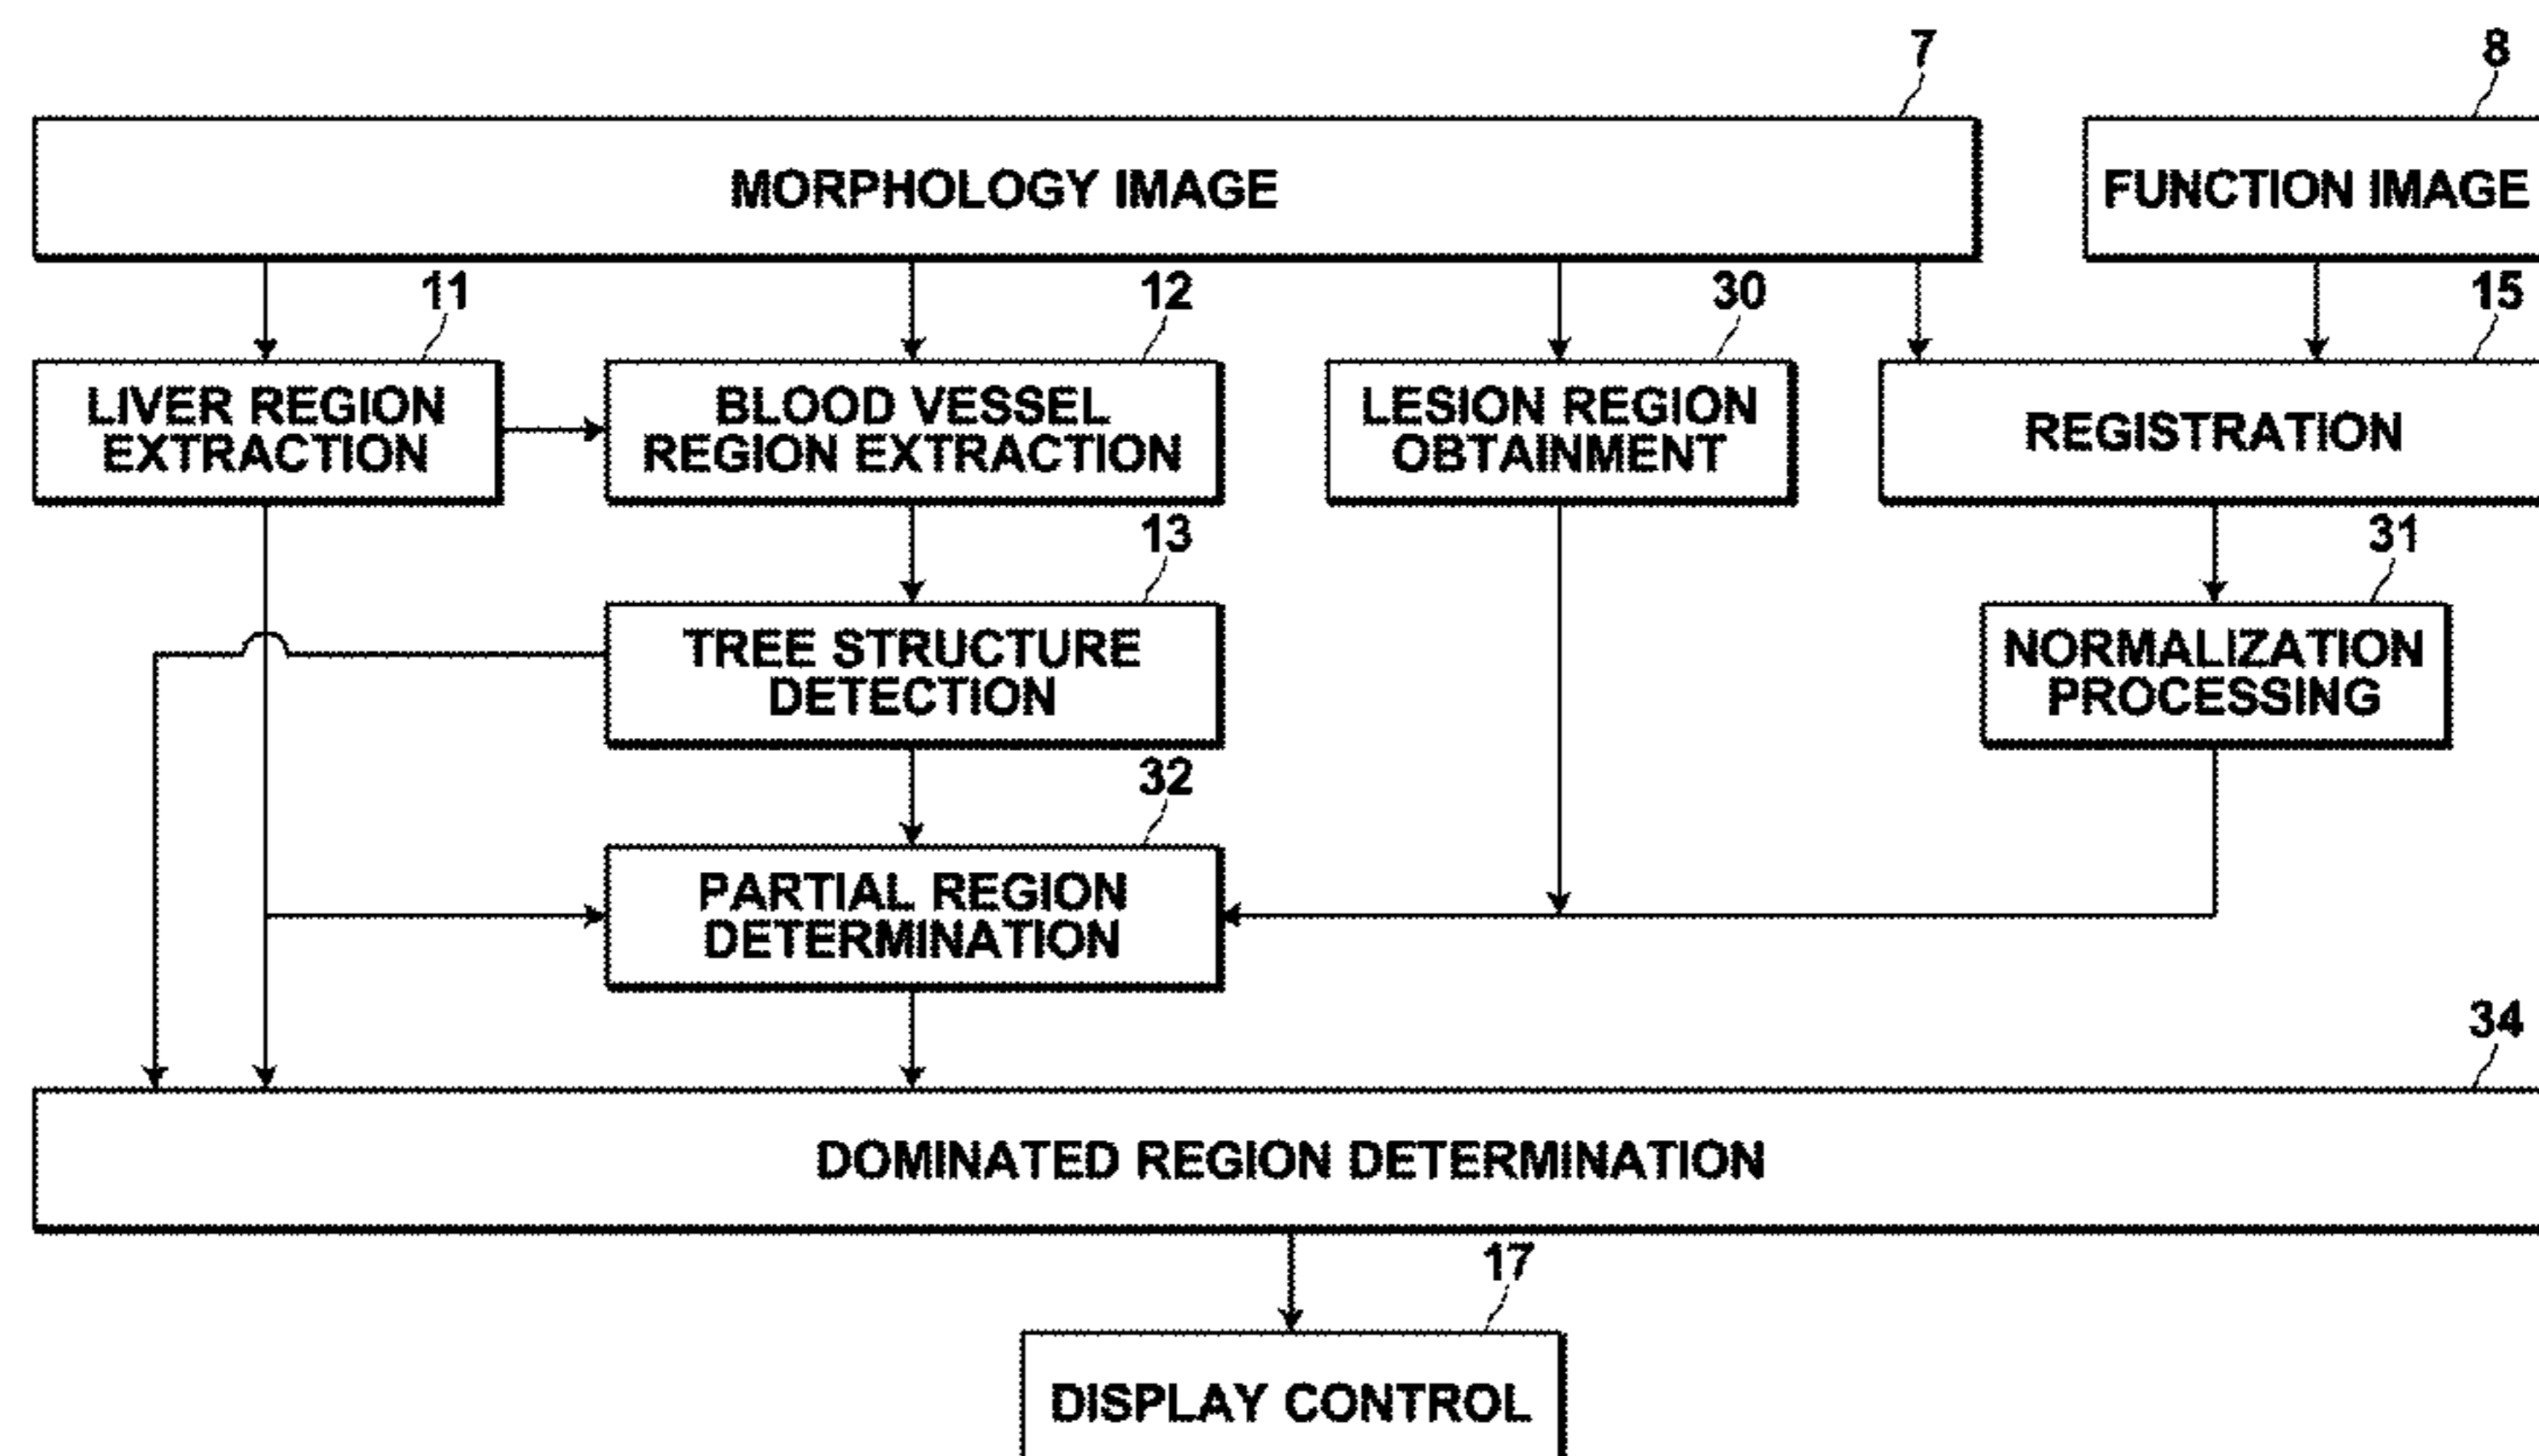 7
8
MORPHOLOGY IMAGE
FUNCTION IMAGE
11
12
30
15
LIVER REGION
EXTRACTION
BLOOD VESSEL
REGION EXTRACTION
LESION REGION
OBTAINMENT
REGISTRATION
13
31
TREE STRUCTURE
DETECTION
NORMALIZATION
PROCESSING
32
PARTIAL REGION
DETERMINATION
34
DOMINATED REGION DETERMINATION
17
DISPLAY CONTROL